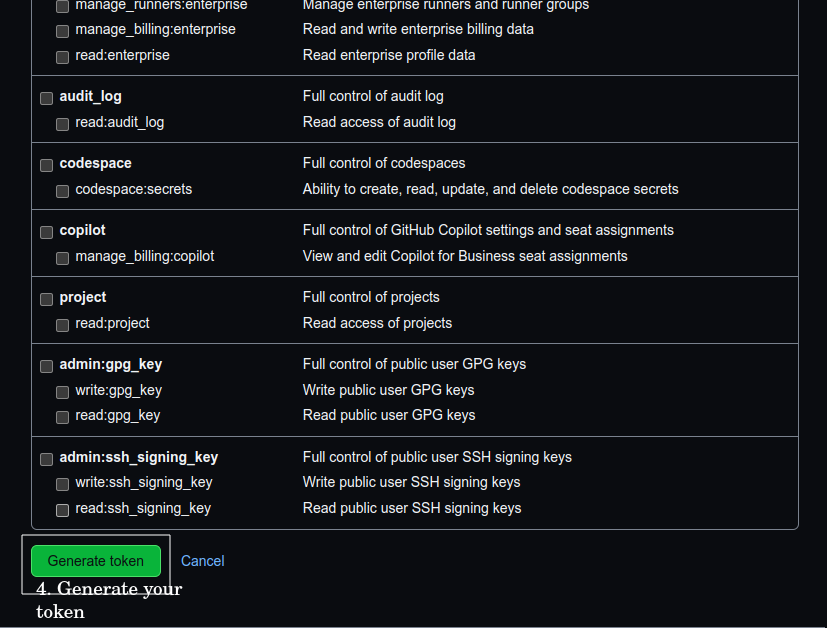 manage_runners:enterprise Manage enterprise runners and runner groups
manage_billing:enterprise Read and write enterprise billing data
read:enterprise Read enterprise profile data
audit_log Full control of audit log
read:audit_log Read access of audit log
codespace Full control of codespaces
codespace:secrets Ability to create, read, update, and delete codespace secrets
copilot Full control of GitHub Copilot settings and seat assignments
manage_billing:copilot View and edit Copilot for Business seat assignments
project Full control of projects
read:project Read access of projects
admin:gpg_key Full control of public user GPG keys
write:gpg_key Write public user GPG keys
read:gpg_key Read public user GPG keys
admin:ssh_signing_key Full control of public user SSH signing keys
write:ssh_signing_key Write public user SSH signing keys
read:ssh_signing_key Read public user SSH signing keys
Generate token Cancel
4. Generate your
token